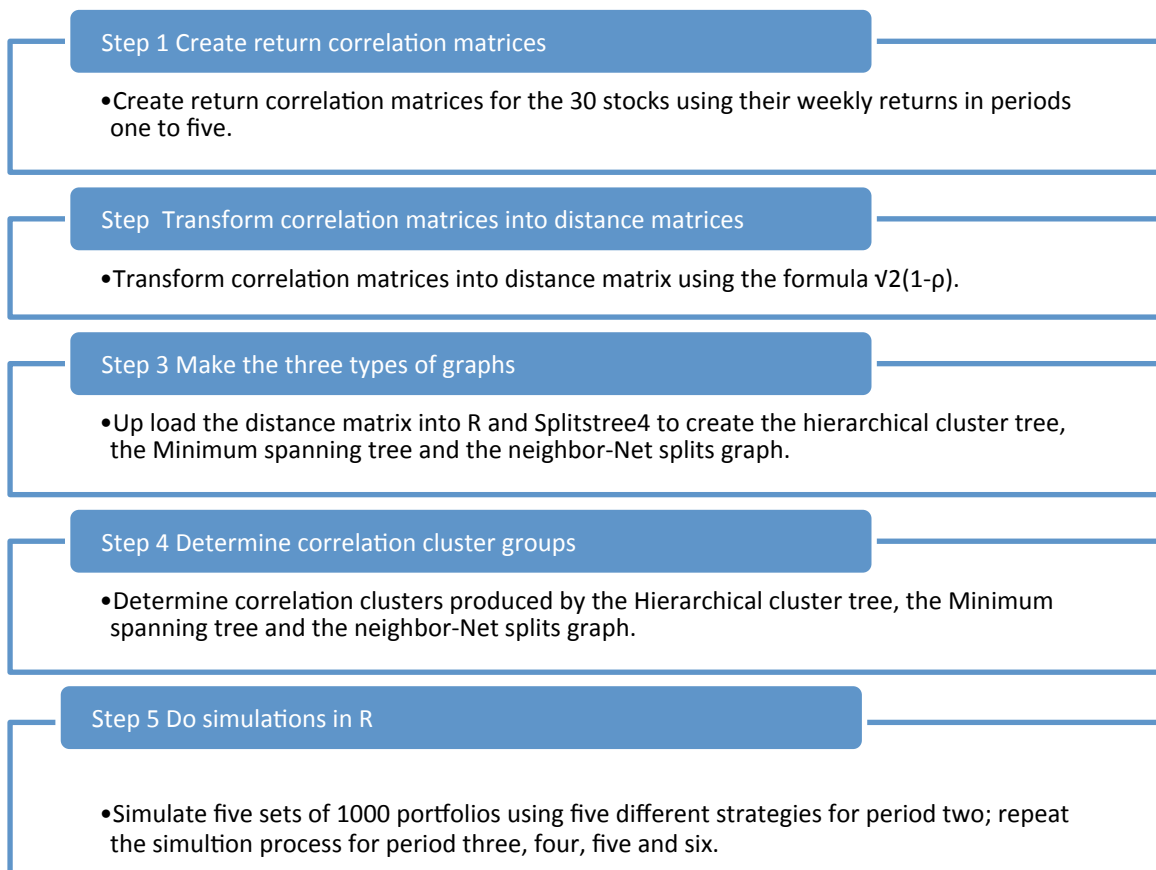 Step 1 Create return correlation matrices
•Create return correlation matrices for the 30 stocks using their weekly returns in periods
one to five.
Step  Transform correlation matrices into distance matrices
•Transform correlation matrices into distance matrix using the formula √2(1-ρ).
Step 3 Make the three types of graphs
•Up load the distance matrix into R and Splitstree4 to create the hierarchical cluster tree,
the Minimum spanning tree and the neighbor-Net splits graph.
Step 4 Determine correlation cluster groups
•Determine correlation clusters produced by the Hierarchical cluster tree, the Minimum
spanning tree and the neighbor-Net splits graph.
Step 5 Do simulations in R
•Simulate five sets of 1000 portfolios using five different strategies for period two; repeat
the simultion process for period three, four, five and six.